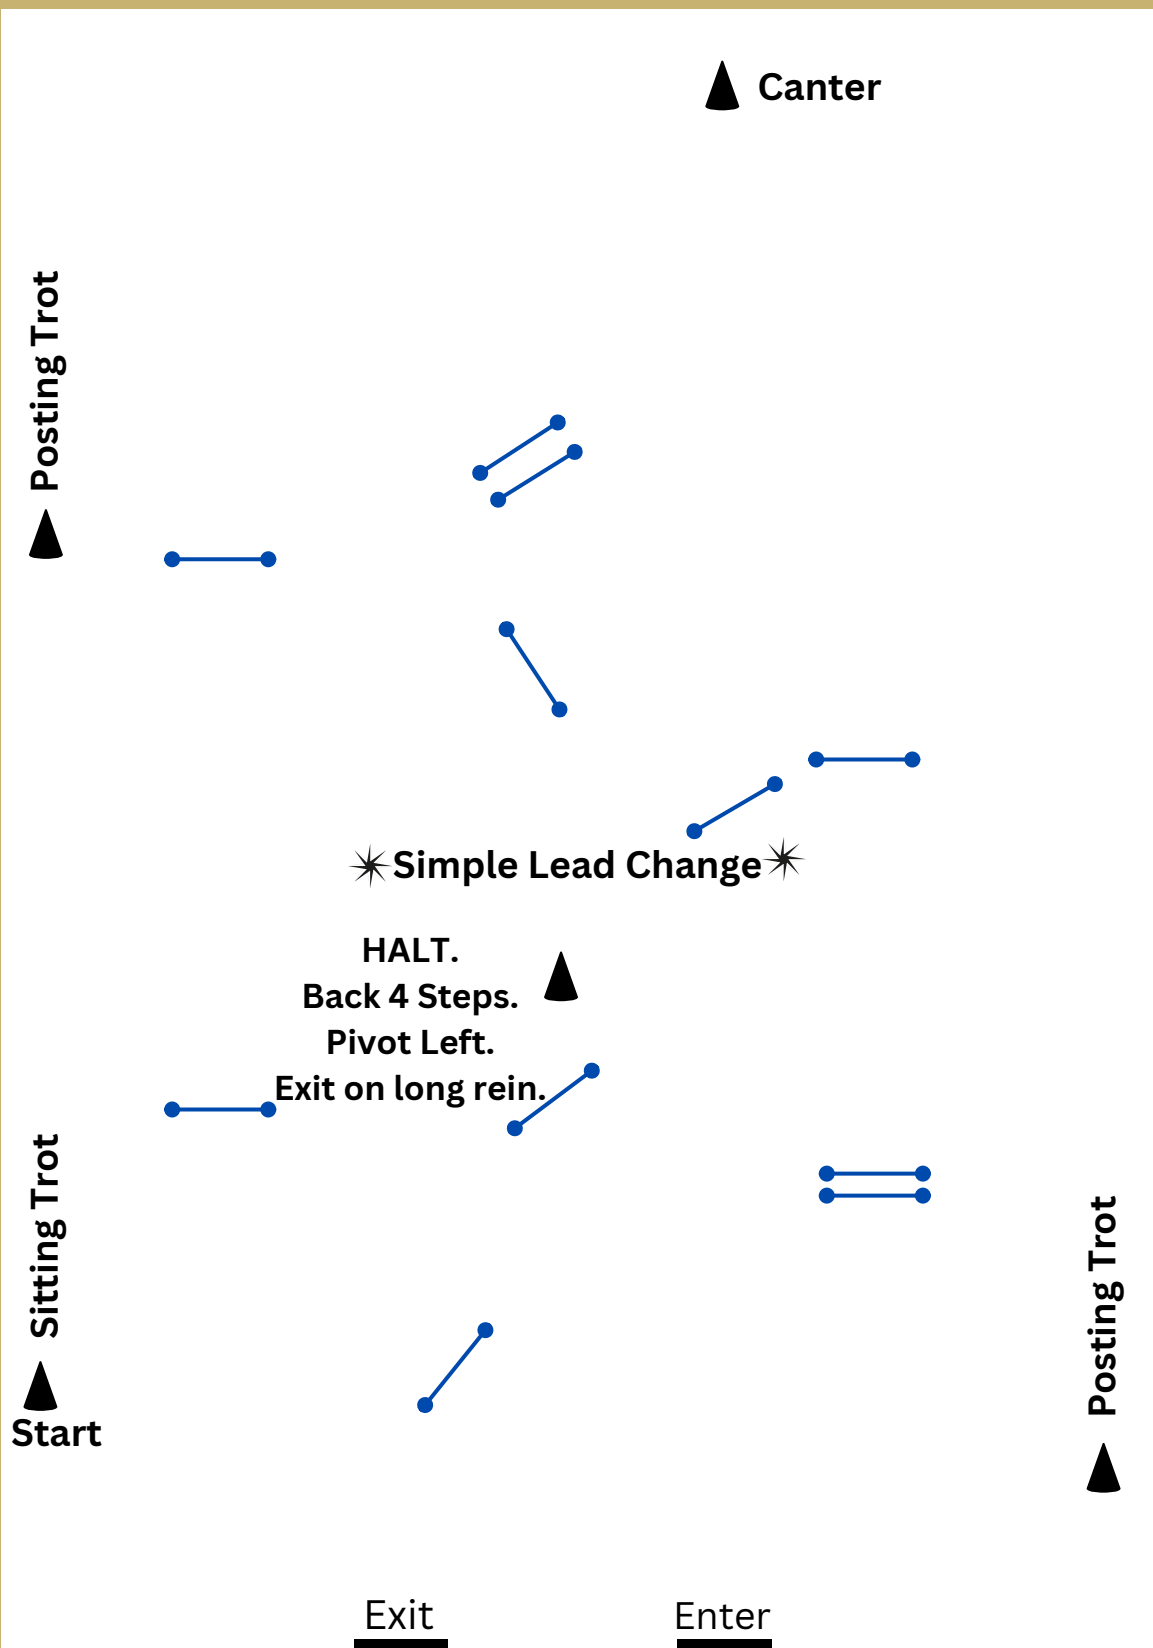 Canter
Posting Trot
Simple Lead Change
HALT.
Back 4 Steps.
Pivot Left.
Exit on long rein.
Sitting Trot
Start
Posting Trot
Exit
Enter